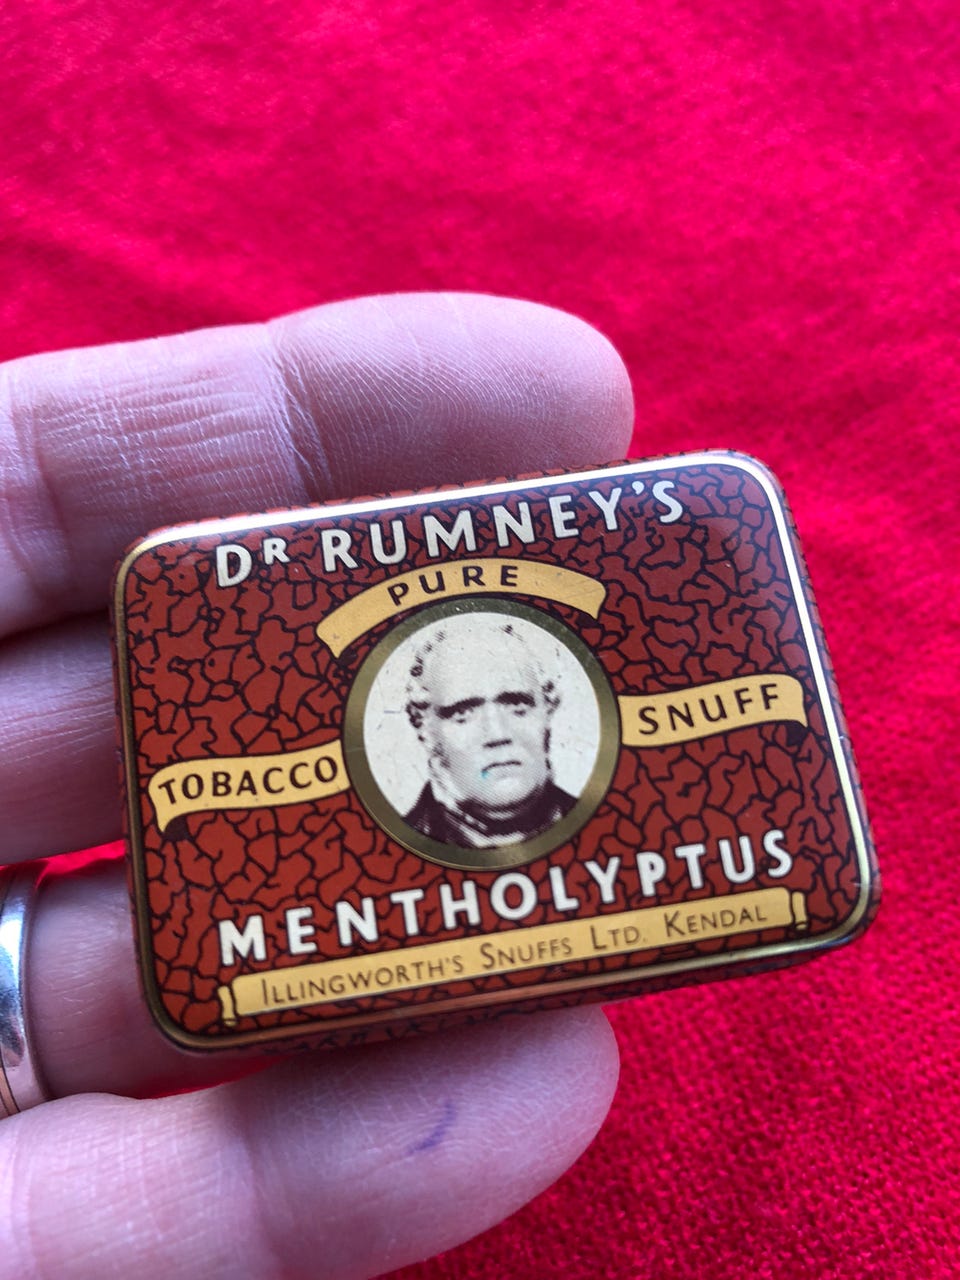 DR RUMNEY'S
PURE
TOBACCO SNUFF
MENTHOLYPTUS
ILLINGWORTH'S SNUFFS LTD. KENDAL